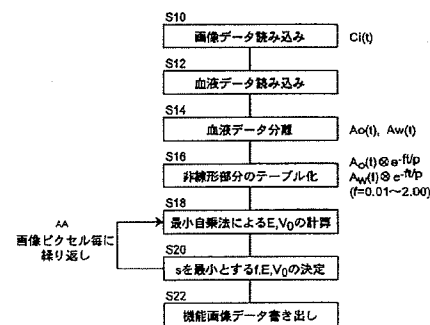 S10
画像データ読み込み
Ci(t)
S12
血液データ読み込み
S14
血液データ分離
Ao(t), Aw(t)
S16
非線形部分のテーブル化
Ao(t)⊗e-ft/p
Aw(t)⊗e-ft/p
(f=0.01～2.00)
S18
最小自乗法によるE,V0の計算
AA
画像ピクセル毎に
繰り返し
S20
sを最小とするf,E,V0の決定
S22
機能画像データ書き出し